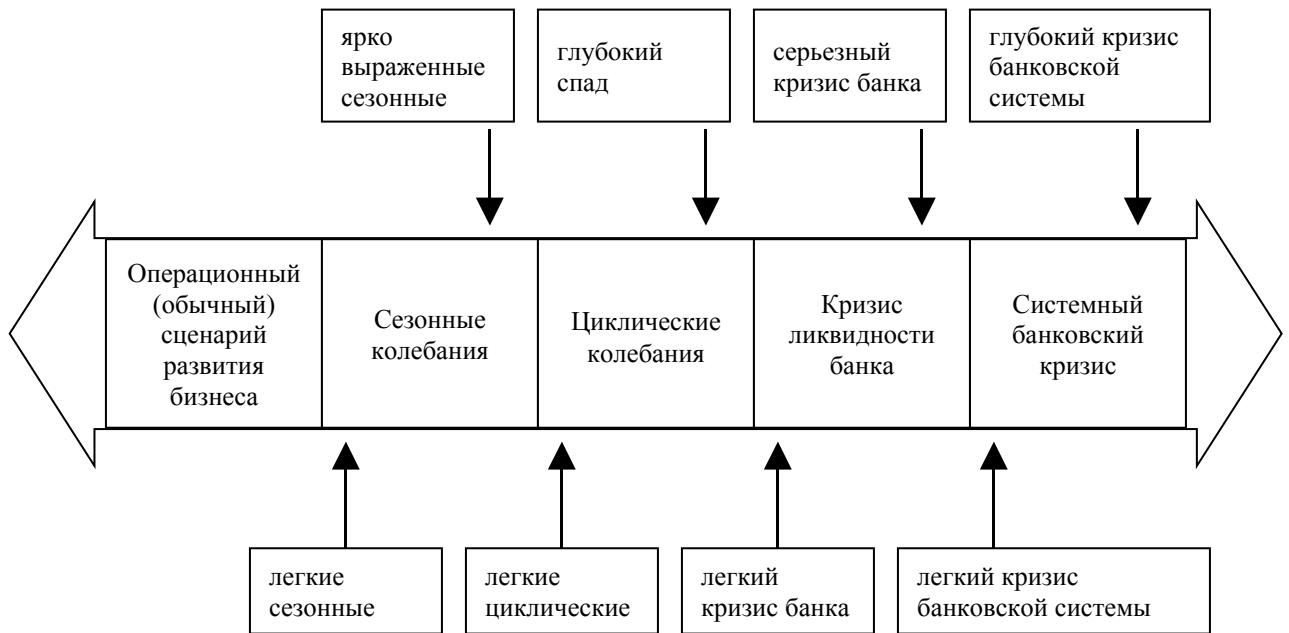 ярко
выраженные
сезонные
глубокий
спад
серьезный
кризис банка
глубокий кризис
банковской
системы
Операционный
(обычный)
сценарий
развития
бизнеса
Сезонные
колебания
Циклические
колебания
Кризис
ликвидности
банка
Системный
банковский
кризис
легкие
сезонные
легкие
циклические
легкий
кризис банка
легкий кризис
банковской системы